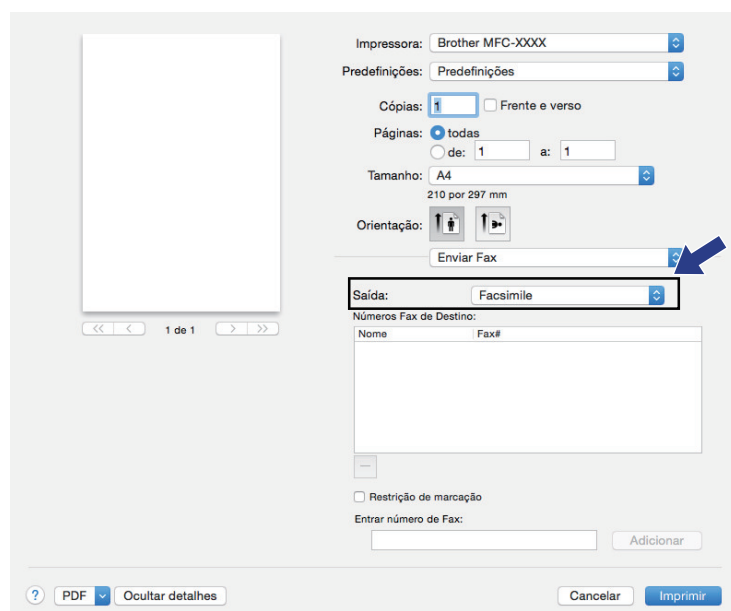 Impressora: Brother MFC-XXXX
Predefinições: Predefinições
Cópias: 1 Frente e verso
Páginas: todas
de: 1 a: 1
Tamanho: A4
210 por 297 mm
Orientação:
Enviar Fax
Saída: Facsimile
Números Fax de Destino:
Nome Fax#
<< < 1 de 1 > >>
Restrição de marcação
Entrar número de Fax:
Adicionar
? PDF Ocultar detalhes Cancelar Imprimir